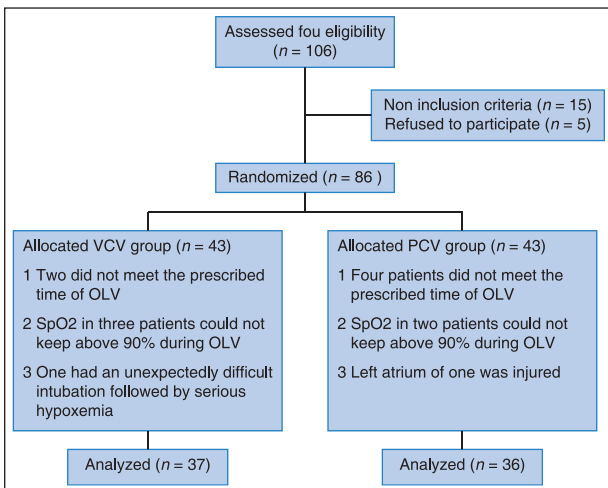 Assessed fou eligibility
(n = 106)
Non inclusion criteria (n = 15)
Refused to participate (n = 5)
Randomized (n = 86 )
Allocated VCV group (n = 43)
1 Two did not meet the prescribed
time of OLV
2 SpO2 in three patients could not
keep above 90% during OLV
3 One had an unexpectedly difficult
intubation followed by serious
hypoxemia
Allocated PCV group (n = 43)
1 Four patients did not meet the
prescribed time of OLV
2 SpO2 in two patients could not
keep above 90% during OLV
3 Left atrium of one was injured
Analyzed (n = 37)
Analyzed (n = 36)